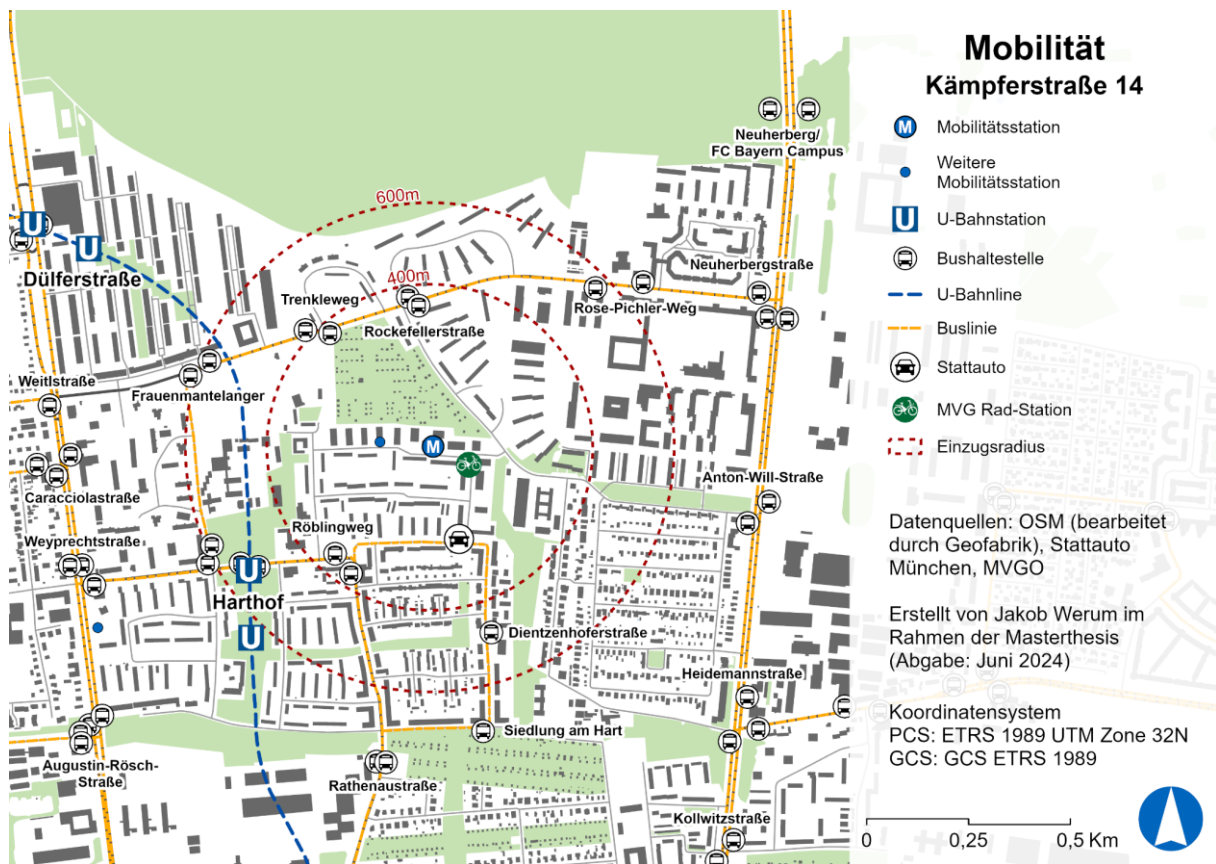 Mobilität
Kämpferstraße 14
M
Mobilitätsstation
Weitere
Mobilitätsstation
U
U-Bahnstation
Bushaltestelle
U-Bahnline
Buslinie
Stattauto
MVG Rad-Station
Einzugsradius
Datenquellen: OSM (bearbeitet
durch Geofabrik), Stattauto
München, MVGO
Erstellt von Jakob Werum im
Rahmen der Masterthesis
(Abgabe: Juni 2024)
Koordinatensystem
PCS: ETRS 1989 UTM Zone 32N
GCS: GCS ETRS 1989
0
0,25
0,5 Km
Neuherberg/
FC Bayern Campus
600m
U
U
Dülferstraße
400m
Neuherbergstraße
Trenkleweg
Rose-Pichler-Weg
Rockefellerstraße
Weitlstraße
Frauenmantelanger
M
Anton-Will-Straße
Caracciolastraße
Röblingweg
Weyprechtstraße
U
Harthof
U
Dientzenhoferstraße
Heidemannstraße
Siedlung am Hart
Augustin-Rösch-
Straße
Rathenaustraße
Kollwitzstraße